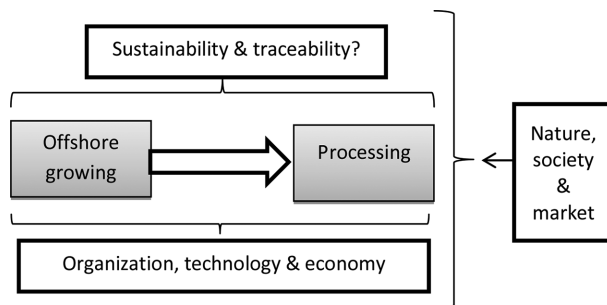 Sustainability & traceability?
Offshore
growing
Processing
Nature,
society
&
market
Organization, technology & economy